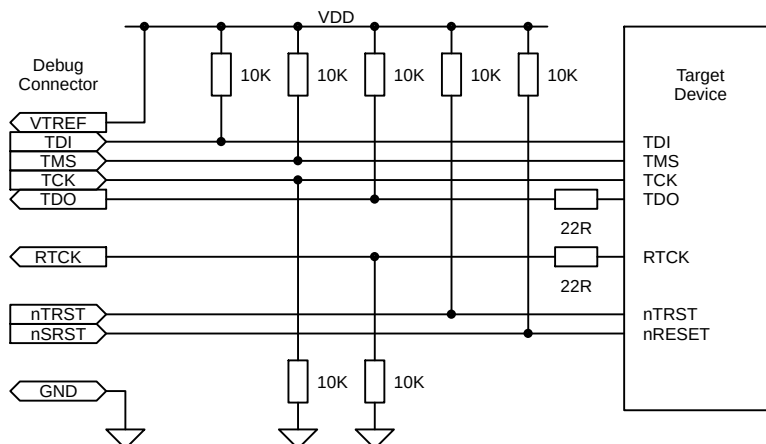 VDD
10K 10K 10K 10K 10K
Debug
Connector
Target
Device
VTREF
TDI TDI
TMS TMS
TCK TCK
TDO TDO
22R
RTCK RTCK
22R
nTRST nTRST
nSRST nRESET
10K 10K
GND